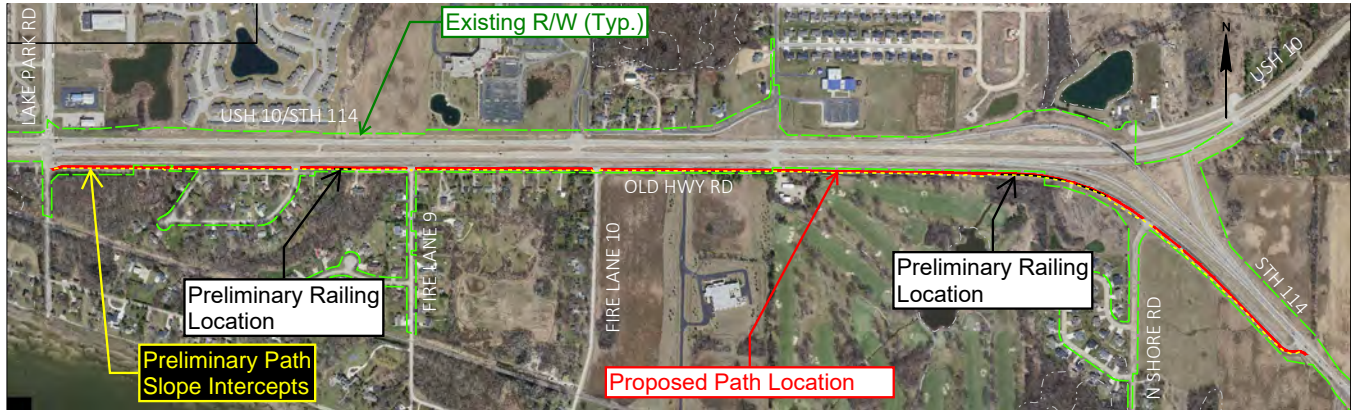 LAKE PARK RD
Existing R/W (Typ.)
N
USH 10
USH 10/STH 114
OLD HWY RD
FIRE LANE 9
FIRE LANE 10
Preliminary Railing
Location
Preliminary Railing
Location
STH 114
N SHORE RD
Preliminary Path
Slope Intercepts
Proposed Path Location